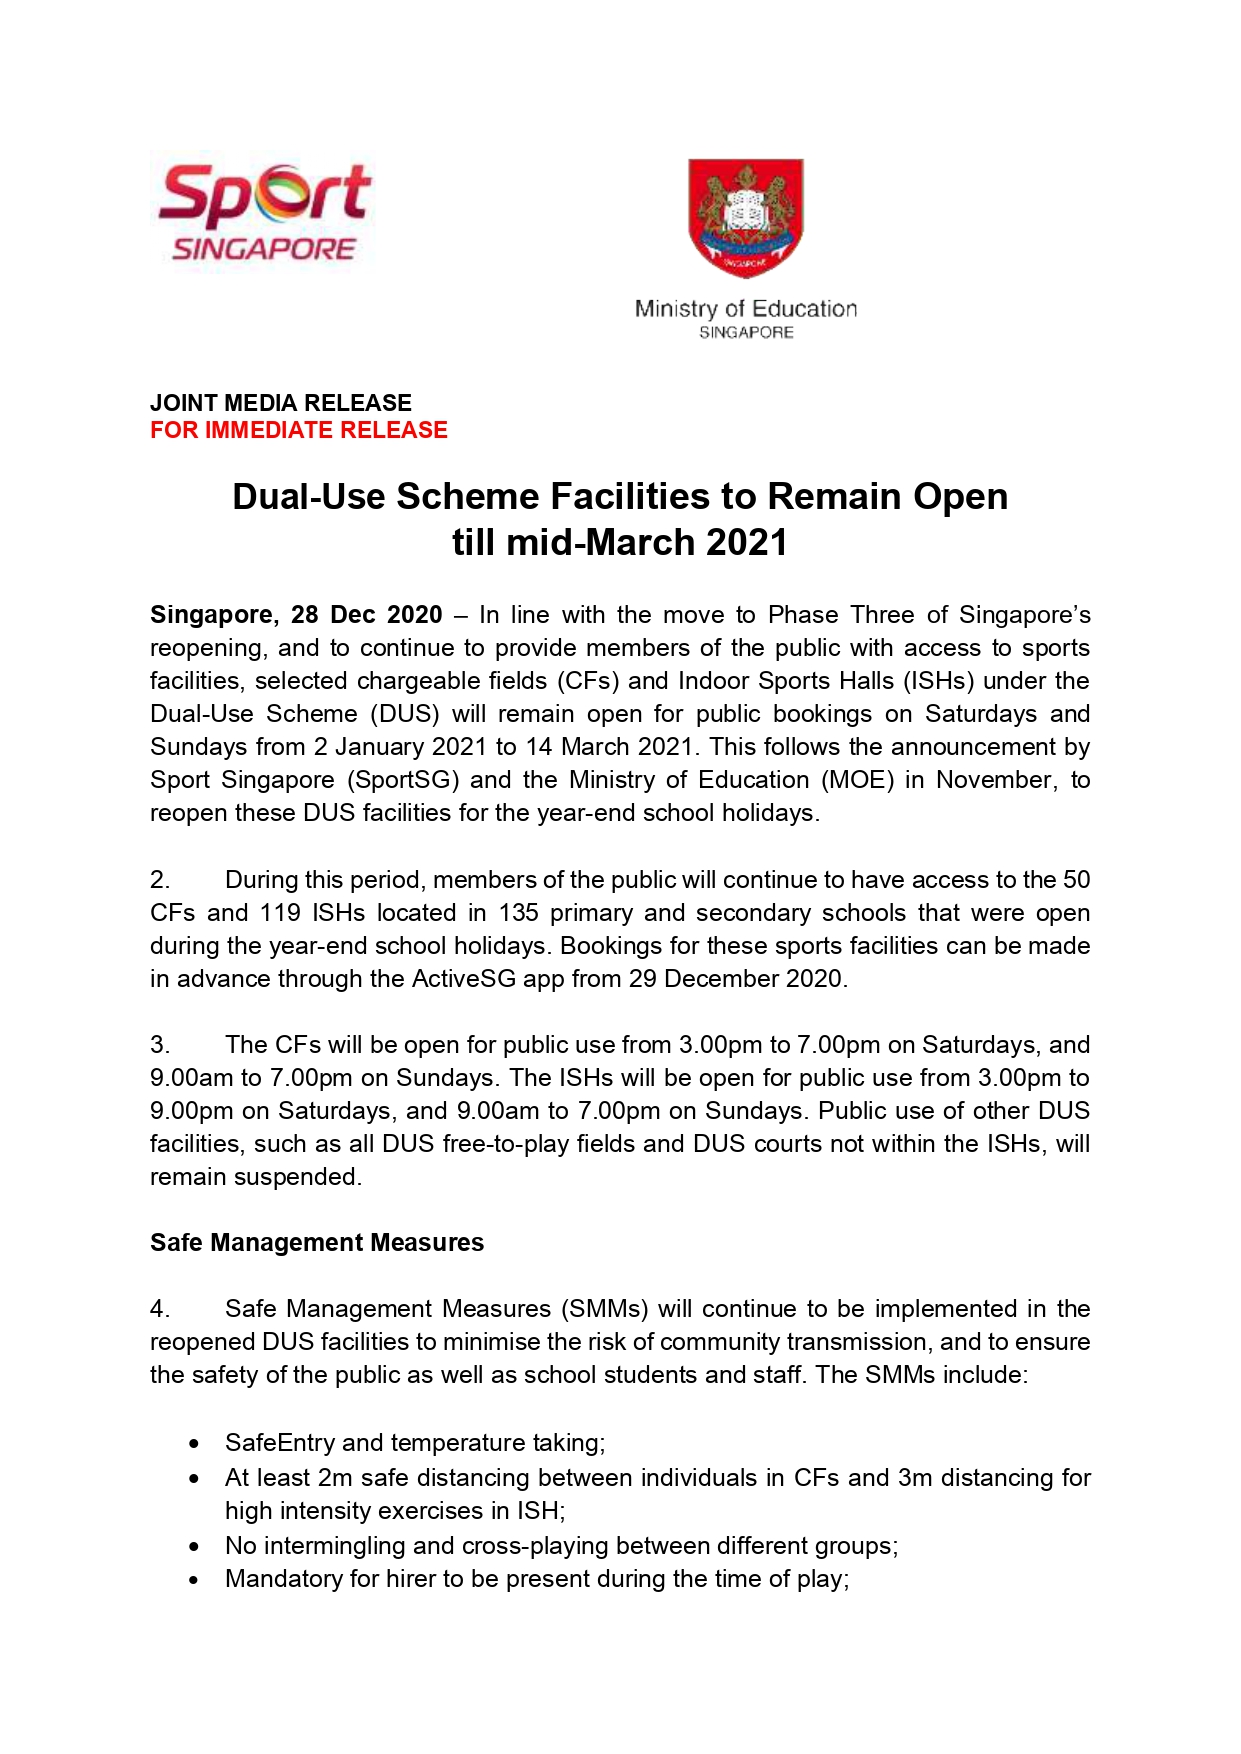 Sport
SINGAPORE
SINGAPORE
Ministry of Education
SINGAPORE
JOINT MEDIA RELEASE
FOR IMMEDIATE RELEASE
Dual-Use Scheme Facilities to Remain Open
till mid-March 2021
Singapore, 28 Dec 2020 – In line with the move to Phase Three of Singapore’s
reopening, and to continue to provide members of the public with access to sports
facilities, selected chargeable fields (CFs) and Indoor Sports Halls (ISHs) under the
Dual-Use Scheme (DUS) will remain open for public bookings on Saturdays and
Sundays from 2 January 2021 to 14 March 2021. This follows the announcement by
Sport Singapore (SportSG) and the Ministry of Education (MOE) in November, to
reopen these DUS facilities for the year-end school holidays.
2. During this period, members of the public will continue to have access to the 50
CFs and 119 ISHs located in 135 primary and secondary schools that were open
during the year-end school holidays. Bookings for these sports facilities can be made
in advance through the ActiveSG app from 29 December 2020.
3. The CFs will be open for public use from 3.00pm to 7.00pm on Saturdays, and
9.00am to 7.00pm on Sundays. The ISHs will be open for public use from 3.00pm to
9.00pm on Saturdays, and 9.00am to 7.00pm on Sundays. Public use of other DUS
facilities, such as all DUS free-to-play fields and DUS courts not within the ISHs, will
remain suspended.
Safe Management Measures
4. Safe Management Measures (SMMs) will continue to be implemented in the
reopened DUS facilities to minimise the risk of community transmission, and to ensure
the safety of the public as well as school students and staff. The SMMs include:
• SafeEntry and temperature taking;
• At least 2m safe distancing between individuals in CFs and 3m distancing for
high intensity exercises in ISH;
• No intermingling and cross-playing between different groups;
• Mandatory for hirer to be present during the time of play;